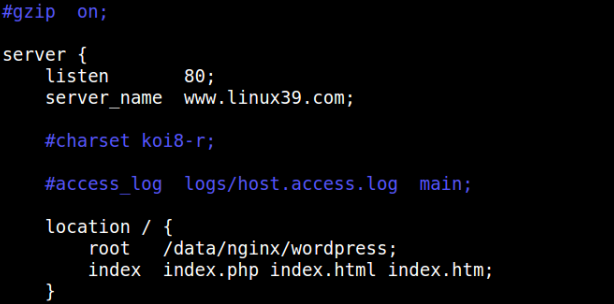 #gzip  on;
server {
listen       80;
server_name  www.linux39.com;
#charset koi8-r;
#access_log  logs/host.access.log  main;
location / {
root   /data/nginx/wordpress;
index  index.php index.html index.htm;
}